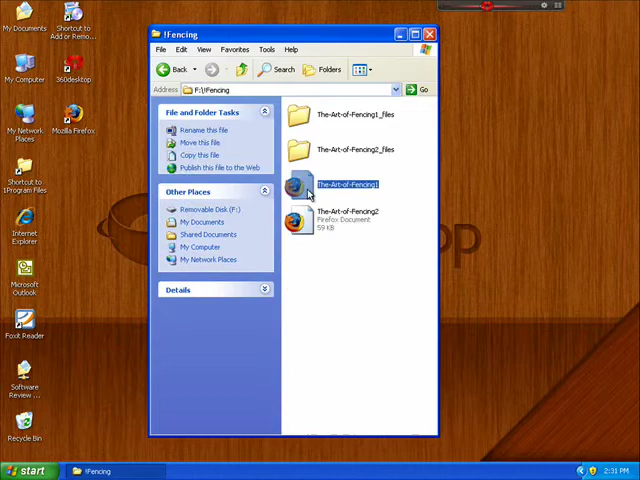 My Documents
Shortcut to
Add or Remo...
My Computer
360desktop
My Network
Places
Mozilla Firefox
Shortcut to
1Program Files
Internet
Explorer
Microsoft
Outlook
Foxit Reader
Software
Review ...
Recycle Bin
!Fencing
File Edit View Favorites Tools Help
Back Search Folders
Address F:\!Fencing Go
File and Folder Tasks
Rename this file
Move this file
Copy this file
Publish this file to the Web
Other Places
Removable Disk (F:)
My Documents
Shared Documents
My Computer
My Network Places
Details
The-Art-of-Fencing1_files
The-Art-of-Fencing2_files
The-Art-of-Fencing1
The-Art-of-Fencing2
Firefox Document
59 KB
op
start !Fencing 2:31 PM